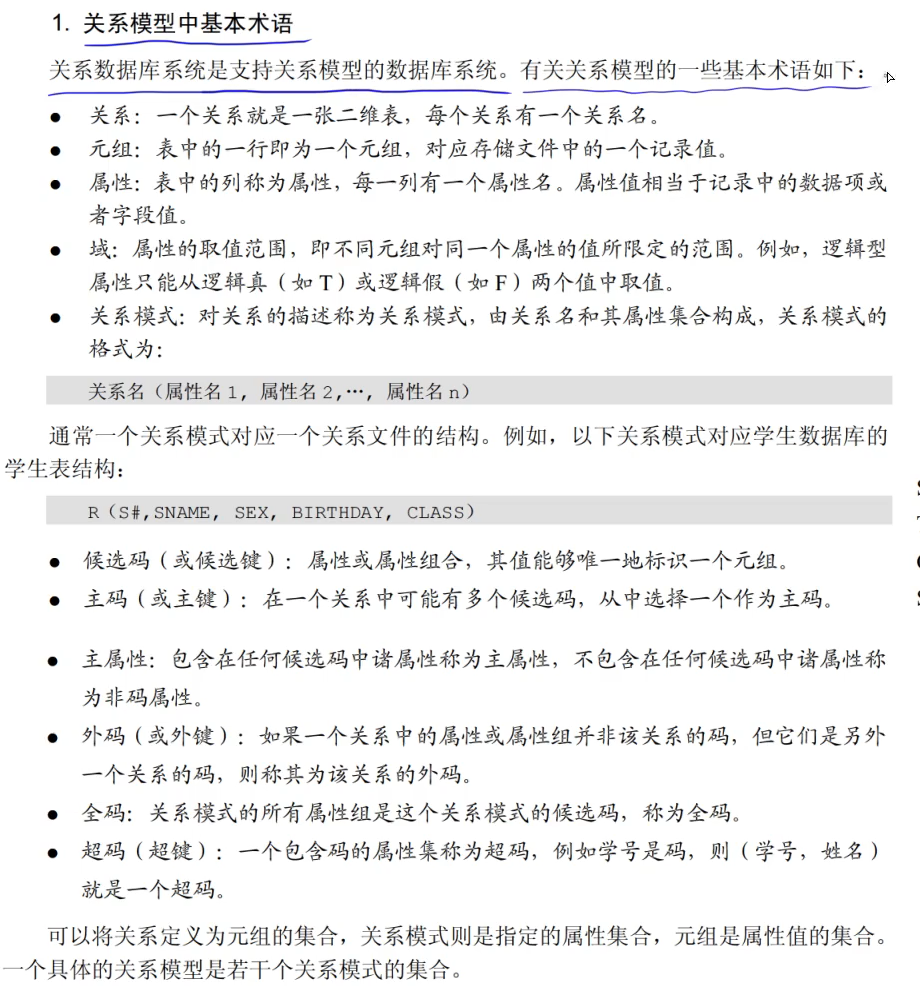 1. 关系模型中基本术语
关系数据库系统是支持关系模型的数据库系统。有关关系模型的一些基本术语如下：
● 关系：一个关系就是一张二维表，每个关系有一个关系名。
● 元组：表中的一行即为一个元组，对应存储文件中的一个记录值。
● 属性：表中的列称为属性，每一列有一个属性名。属性值相当于记录中的数据项或
者字段值。
● 域：属性的取值范围，即不同元组对同一个属性的值所限定的范围。例如，逻辑型
属性只能从逻辑真（如 T）或逻辑假（如 F）两个值中取值。
● 关系模式：对关系的描述称为关系模式，由关系名和其属性集合构成，关系模式的
格式为：
关系名（属性名 1, 属性名 2,…, 属性名 n）
通常一个关系模式对应一个关系文件的结构。例如，以下关系模式对应学生数据库的
学生表结构：
R（S#,SNAME, SEX, BIRTHDAY, CLASS）
● 候选码（或候选键）：属性或属性组合，其值能够唯一地标识一个元组。
● 主码（或主键）：在一个关系中可能有多个候选码，从中选择一个作为主码。
● 主属性：包含在任何候选码中诸属性称为主属性，不包含在任何候选码中诸属性称
为非码属性。
● 外码（或外键）：如果一个关系中的属性或属性组并非该关系的码，但它们是另外
一个关系的码，则称其为该关系的外码。
● 全码：关系模式的所有属性组是这个关系模式的候选码，称为全码。
● 超码（超键）：一个包含码的属性集称为超码，例如学号是码，则（学号，姓名）
就是一个超码。
可以将关系定义为元组的集合，关系模式则是指定的属性集合，元组是属性值的集合。
一个具体的关系模型是若干个关系模式的集合。